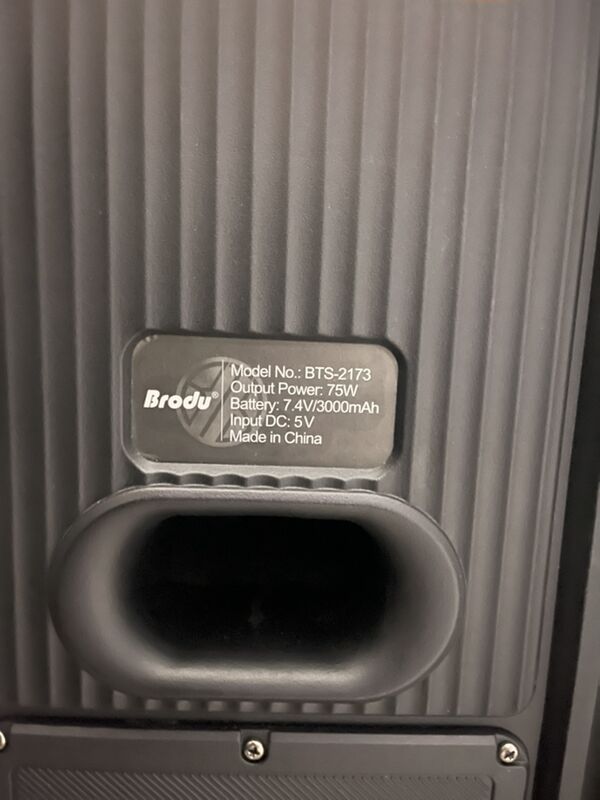 Brodu®
Model No.: BTS-2173
Output Power: 75W
Battery: 7.4V/3000mAh
Input DC: 5V
Made in China